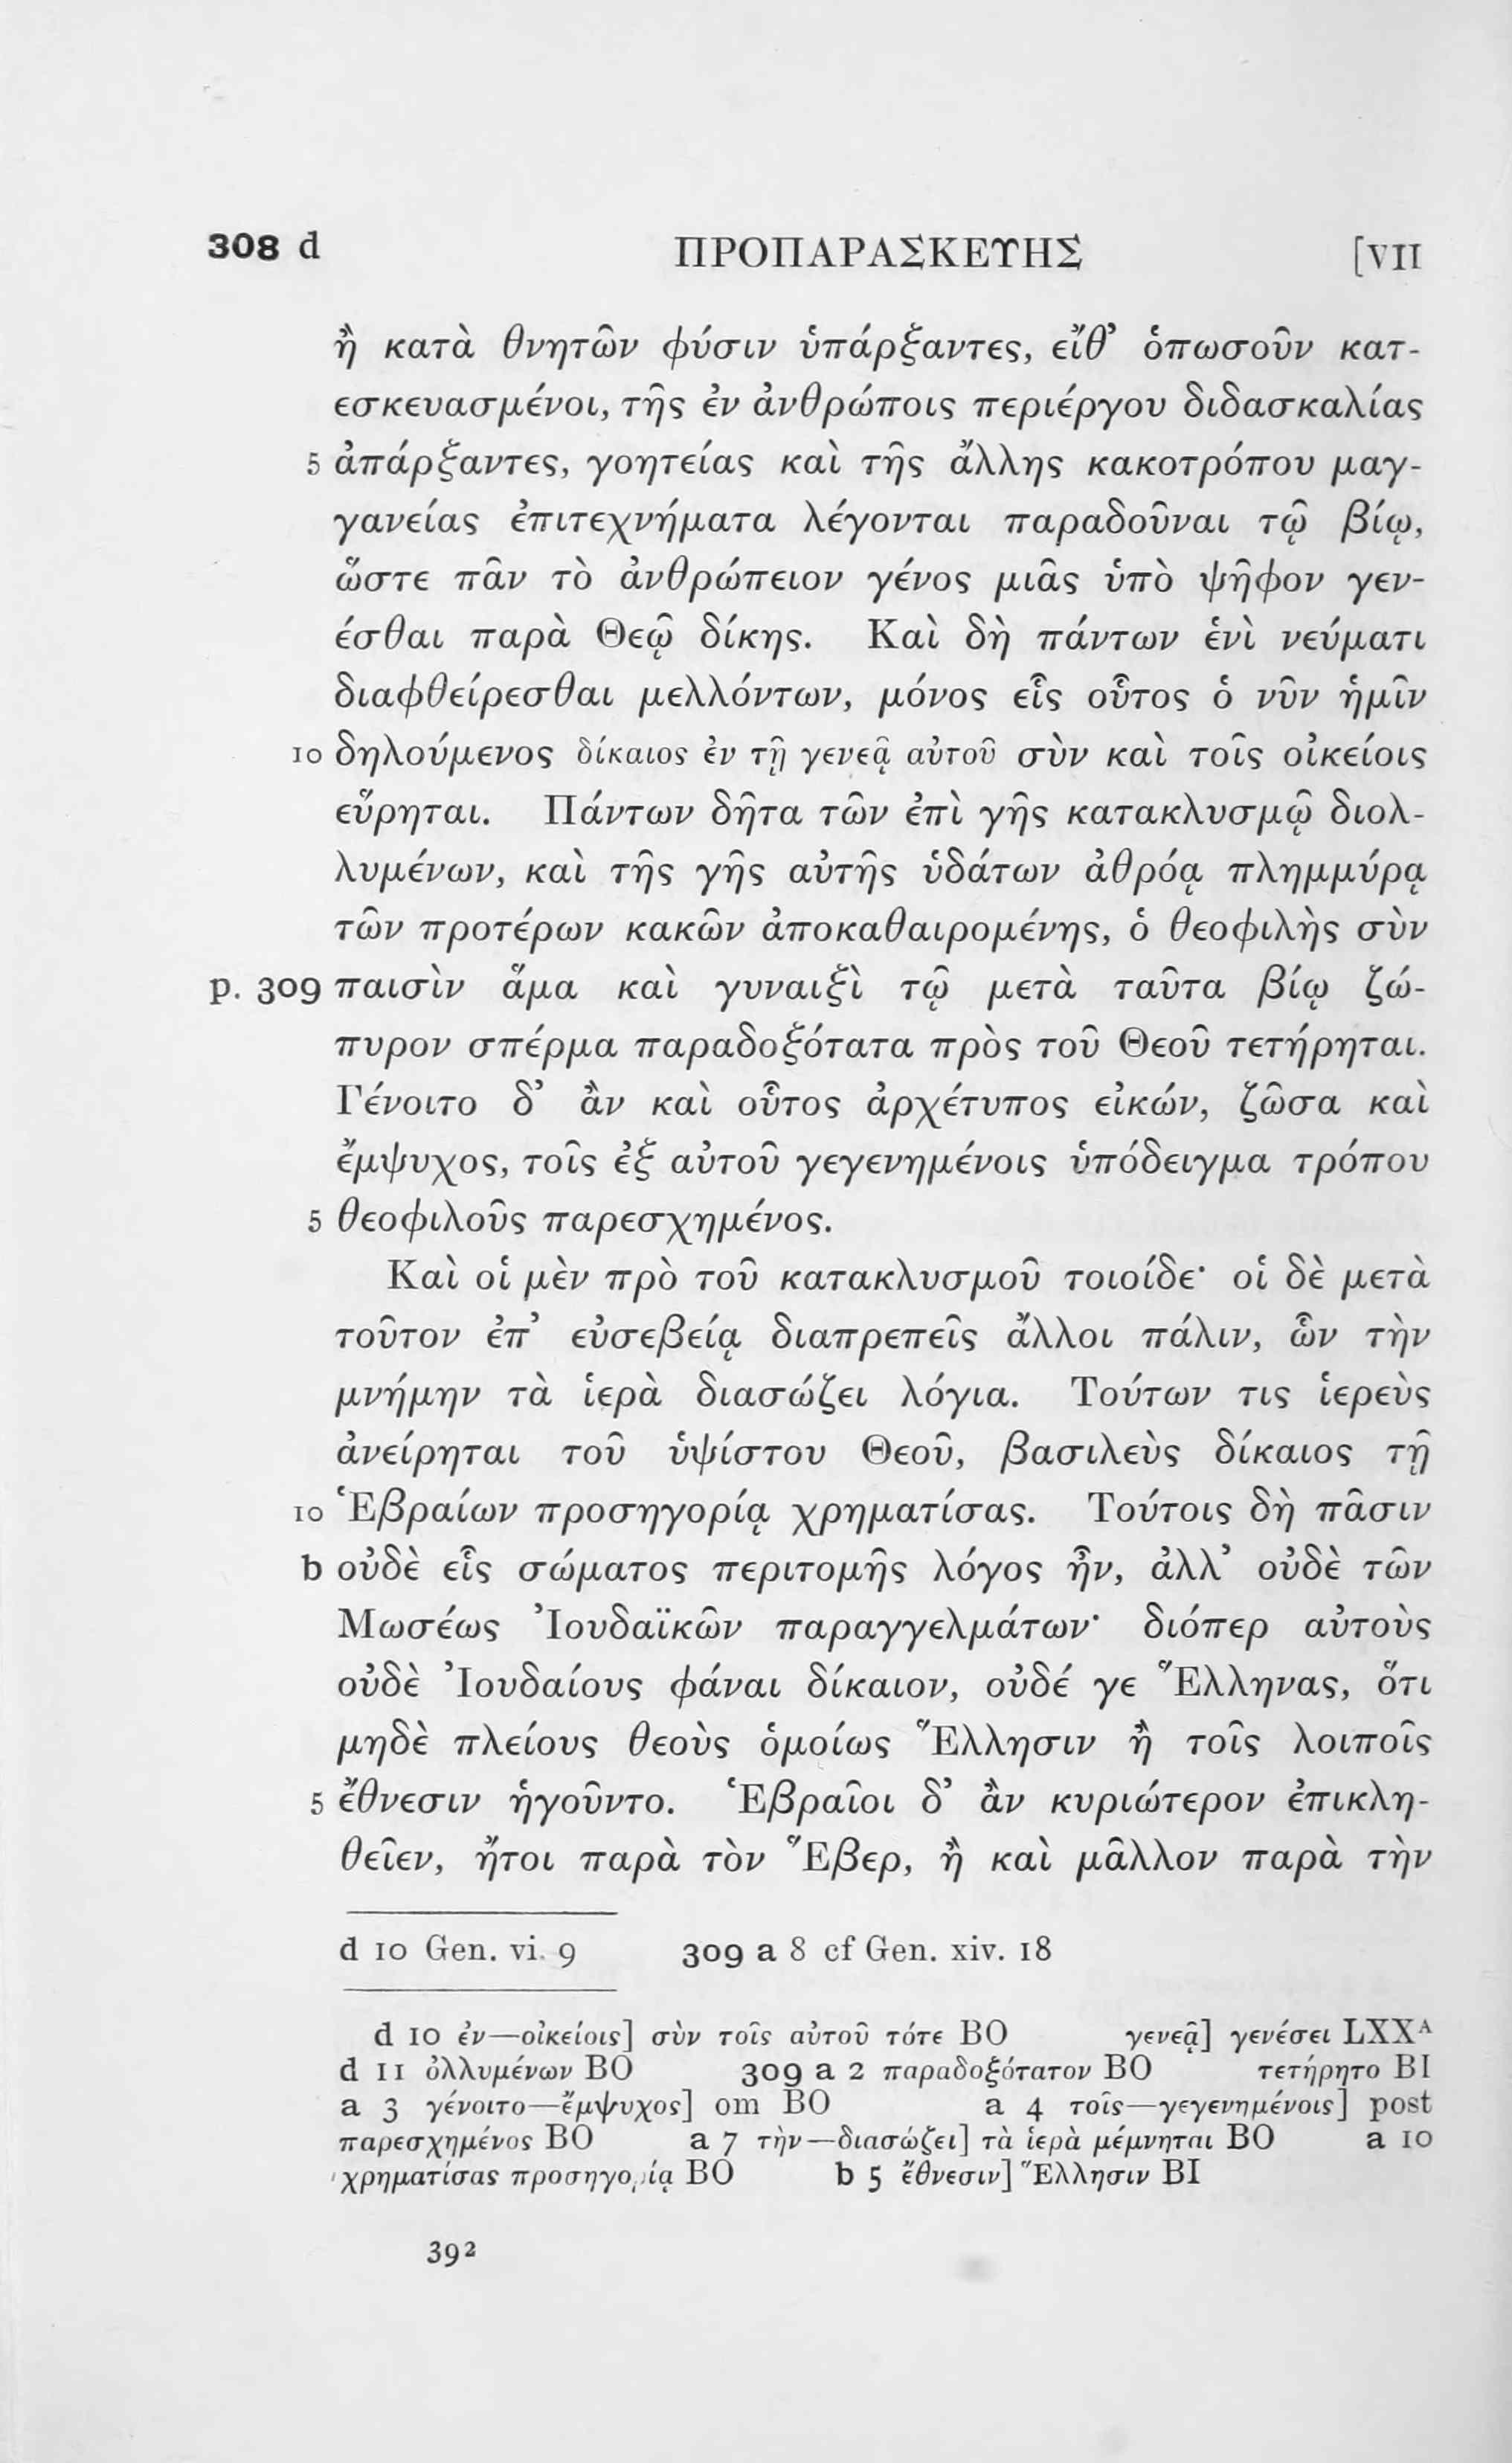 308 d ΠΡΟΠΑΡΑΣΚΕΥΗΣ [VII
ἢ κατὰ θνητῶν φύσιν ὑπάρξαντες, εἴθ’ ὁπωσοῦν κατ-
εσκευασμένοι, τῆς ἐν ἀνθρώποις περιέργου διδασκαλίας
5 ἀπάρξαντες, γοητείας καὶ τῆς ἄλλης κακοτρόπου μαγ-
γανείας ἐπιτεχνήματα λέγονται παραδοῦναι τῷ βίῳ,
ὥστε πᾶν τὸ ἀνθρώπειον γένος μιᾶς ὑπὸ ψῆφον γεν-
έσθαι παρὰ Θεῷ δίκης. Καὶ δὴ πάντων ἑνὶ νεύματι
διαφθείρεσθαι μελλόντων, μόνος εἷς οὗτος ὁ νῦν ἡμῖν
10 δηλούμενος δίκαιος ἐν τῇ γενεᾷ αὐτοῦ σὺν καὶ τοῖς οἰκείοις
εὕρηται. Πάντων δῆτα τῶν ἐπὶ γῆς κατακλυσμῷ διολ-
λυμένων, καὶ τῆς γῆς αὐτῆς ὑδάτων ἀθρόᾳ πλημμύρᾳ
τῶν προτέρων κακῶν ἀποκαθαιρομένης, ὁ θεοφιλὴς σὺν
p. 309 παισὶν ἅμα καὶ γυναιξὶ τῷ μετὰ ταῦτα βίῳ ζώ-
πυρον σπέρμα παραδοξότατα πρὸς τοῦ Θεοῦ τετήρηται.
Γένοιτο δ’ ἂν καὶ οὗτος ἀρχέτυπος εἰκών, ζῶσα καὶ
ἔμψυχος, τοῖς ἐξ αὐτοῦ γεγενημένοις ὑπόδειγμα τρόπου
5 θεοφιλοῦς παρεσχημένος.
Καὶ οἱ μὲν πρὸ τοῦ κατακλυσμοῦ τοιοίδε· οἱ δὲ μετὰ
τοῦτον ἐπ’ εὐσεβείᾳ διαπρεπεῖς ἄλλοι πάλιν, ὧν τὴν
μνήμην τὰ ἱερὰ διασώζει λόγια. Τούτων τις ἱερεὺς
ἀνείρηται τοῦ ὑψίστου Θεοῦ, βασιλεὺς δίκαιος τῇ
10 Ἑβραίων προσηγορίᾳ χρηματίσας. Τούτοις δὴ πᾶσιν
b οὐδὲ εἷς σώματος περιτομῆς λόγος ἦν, ἀλλ’ οὐδὲ τῶν
Μωσέως Ἰουδαϊκῶν παραγγελμάτων· διόπερ αὐτοὺς
οὐδὲ Ἰουδαίους φάναι δίκαιον, οὐδέ γε Ἕλληνας, ὅτι
μηδὲ πλείους θεοὺς ὁμοίως Ἕλλησιν ἢ τοῖς λοιποῖς
5 ἔθνεσιν ἡγοῦντο. Ἑβραῖοι δ’ ἂν κυριώτερον ἐπικλη-
θεῖεν, ἤτοι παρὰ τὸν Ἕβερ, ἢ καὶ μᾶλλον παρὰ τὴν
d 10 Gen. vi. 9 309 a 8 cf Gen. xiv. 18
d 10 ἐν—οἰκείοις] σὺν τοῖς αὐτοῦ τότε BO γενεᾷ] γενέσει LXXᴬ
d 11 ὀλλυμένων BO 309 a 2 παραδοξότατον BO τετήρητο BI
a 3 γένοιτο—ἔμψυχος] om BO a 4 τοῖς—γεγενημένοις] post
παρεσχημένος BO a 7 τὴν—διασώζει] τὰ ἱερὰ μέμνηται BO a 10
χρηματίσας προσηγορίᾳ BO b 5 ἔθνεσιν] Ἕλλησιν BI
392